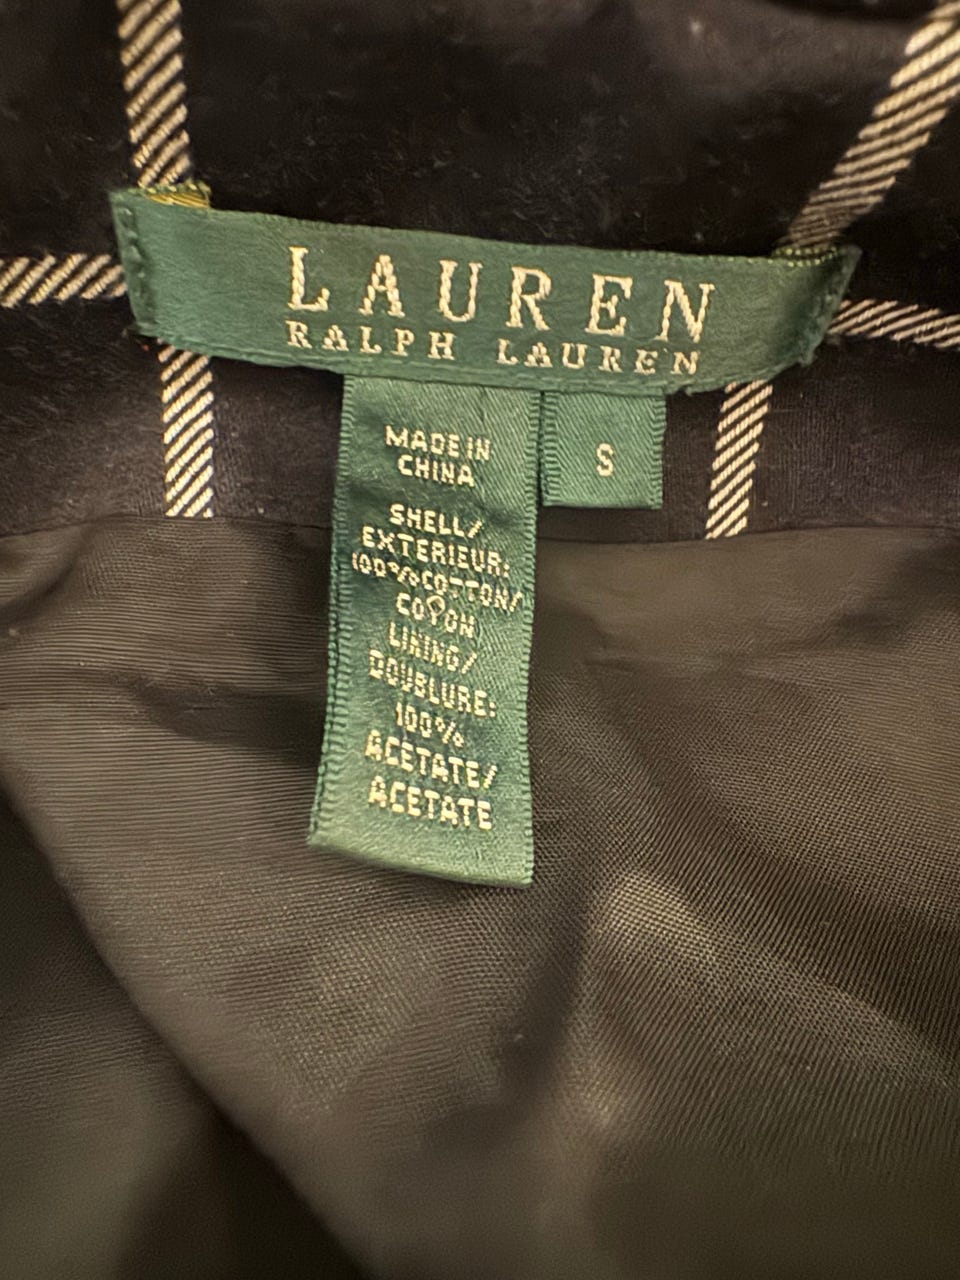 LAUREN
RALPH LAUREN
MADE IN
CHINA
S
SHELL/
EXTERIEUR:
100%COTTON/
COTON
LINING/
DOUBLURE:
100%
ACETATE/
ACETATE